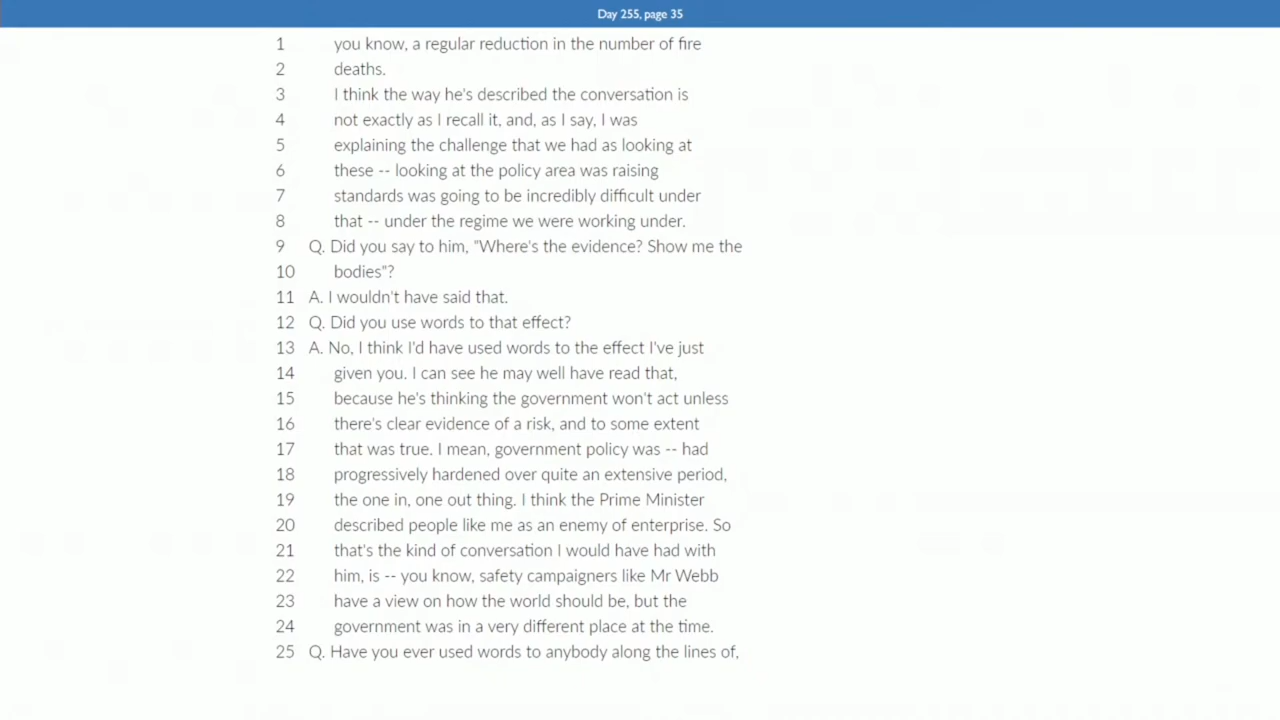 Day 255, page 35
1 you know, a regular reduction in the number of fire
2 deaths.
3 I think the way he's described the conversation is
4 not exactly as I recall it, and, as I say, I was
5 explaining the challenge that we had as looking at
6 these -- looking at the policy area was raising
7 standards was going to be incredibly difficult under
8 that -- under the regime we were working under.
9 Q. Did you say to him, "Where's the evidence? Show me the
10 bodies"?
11 A. I wouldn't have said that.
12 Q. Did you use words to that effect?
13 A. No, I think I'd have used words to the effect I've just
14 given you. I can see he may well have read that,
15 because he's thinking the government won't act unless
16 there's clear evidence of a risk, and to some extent
17 that was true. I mean, government policy was -- had
18 progressively hardened over quite an extensive period,
19 the one in, one out thing. I think the Prime Minister
20 described people like me as an enemy of enterprise. So
21 that's the kind of conversation I would have had with
22 him, is -- you know, safety campaigners like Mr Webb
23 have a view on how the world should be, but the
24 government was in a very different place at the time.
25 Q. Have you ever used words to anybody along the lines of,